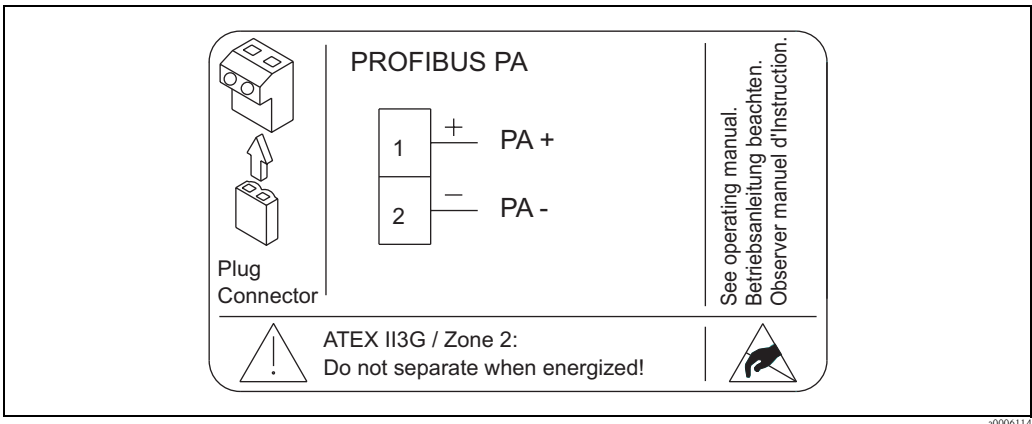 PROFIBUS PA
1 + PA +
2 - PA -
Plug
Connector
See operating manual.
Betriebsanleitung beachten.
Observer manuel d'Instruction.
ATEX II3G / Zone 2:
Do not separate when energized!
a0006114